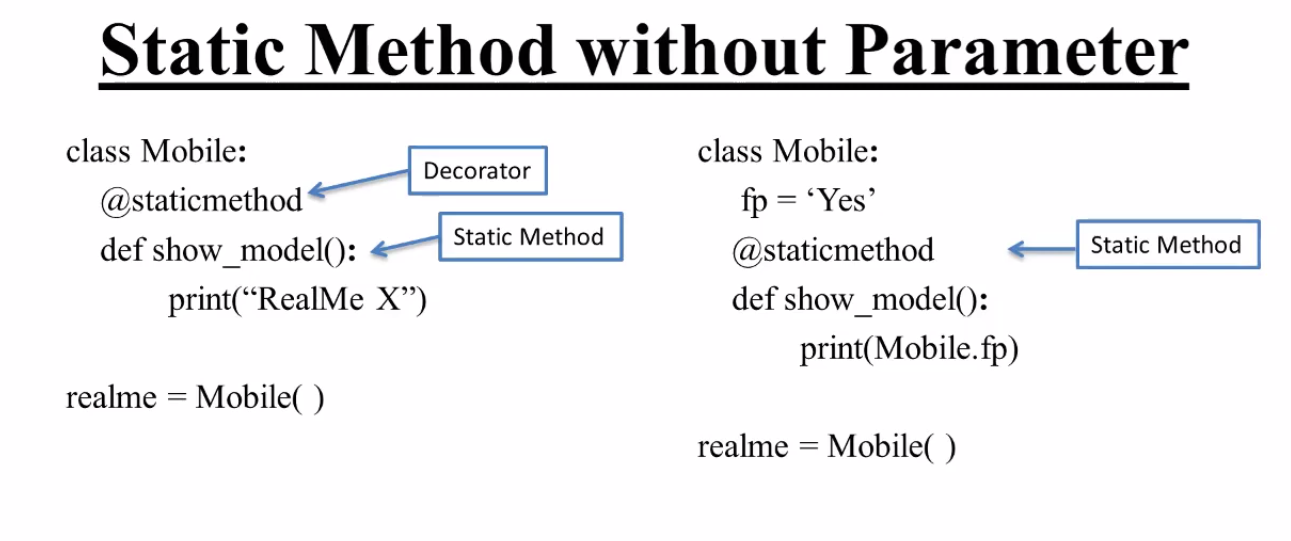 Static Method without Parameter
class Mobile:
@staticmethod
Decorator
def show_model():
Static Method
print(“RealMe X”)
realme = Mobile( )
class Mobile:
fp = ‘Yes’
@staticmethod
Static Method
def show_model():
print(Mobile.fp)
realme = Mobile( )